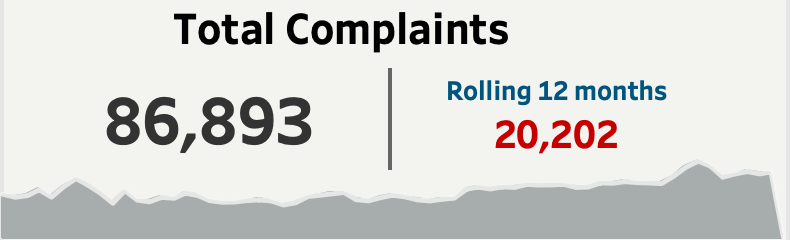 Total Complaints
86,893
Rolling 12 months
20,202